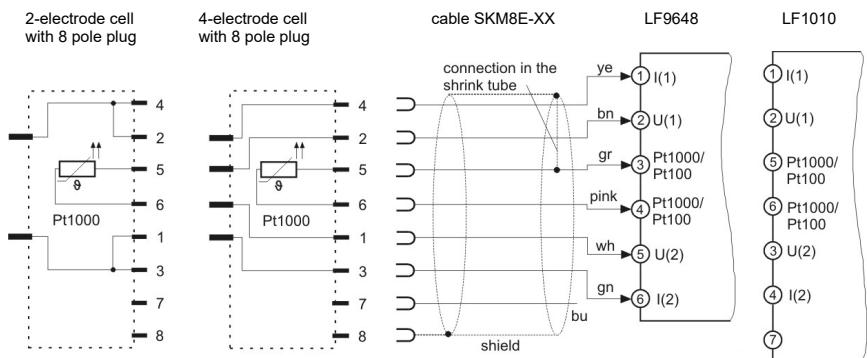 2-electrode cell
with 8 pole plug
4
2
5
6
1
3
7
8
ϑ
Pt1000
4-electrode cell
with 8 pole plug
4
2
5
6
1
3
7
8
ϑ
Pt1000
cable SKM8E-XX
connection in the
shrink tube
ye
bn
gr
pink
wh
gn
bu
shield
LF9648
1 I(1)
2 U(1)
3 Pt1000/
Pt100
4 Pt1000/
Pt100
5 U(2)
6 I(2)
LF1010
1 I(1)
2 U(1)
5 Pt1000/
Pt100
6 Pt1000/
Pt100
3 U(2)
4 I(2)
7